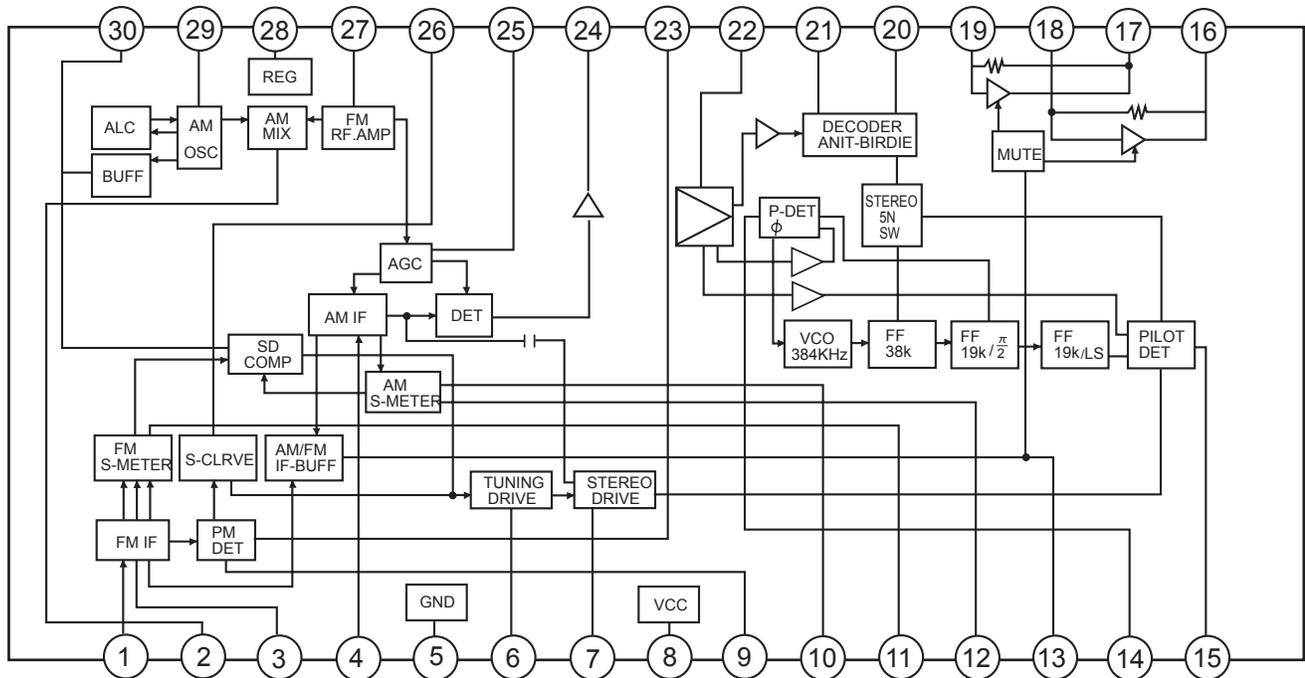 30 29 28 27 26 24 23 22 21 20 19 18 17 16
REG
ALC
AM
OSC
AM
MIX
FM
RF.AMP
BUFF
DECODER
ANIT-BIRDIE
MUTE
P-DET
ϕ
STEREO
5N
SW
AGC
AM IF
DET
SD
COMP
VCO
384KHz
FF
38k
FF
19k/π/2
FF
19k/LS
PILOT
DET
AM
S-METER
FM
S-METER
S-CLRVE
AM/FM
IF-BUFF
TUNING
DRIVE
STEREO
DRIVE
FM IF
PM
DET
GND
VCC
1 2 3 4 5 6 7 8 9 10 11 12 13 14 15
25